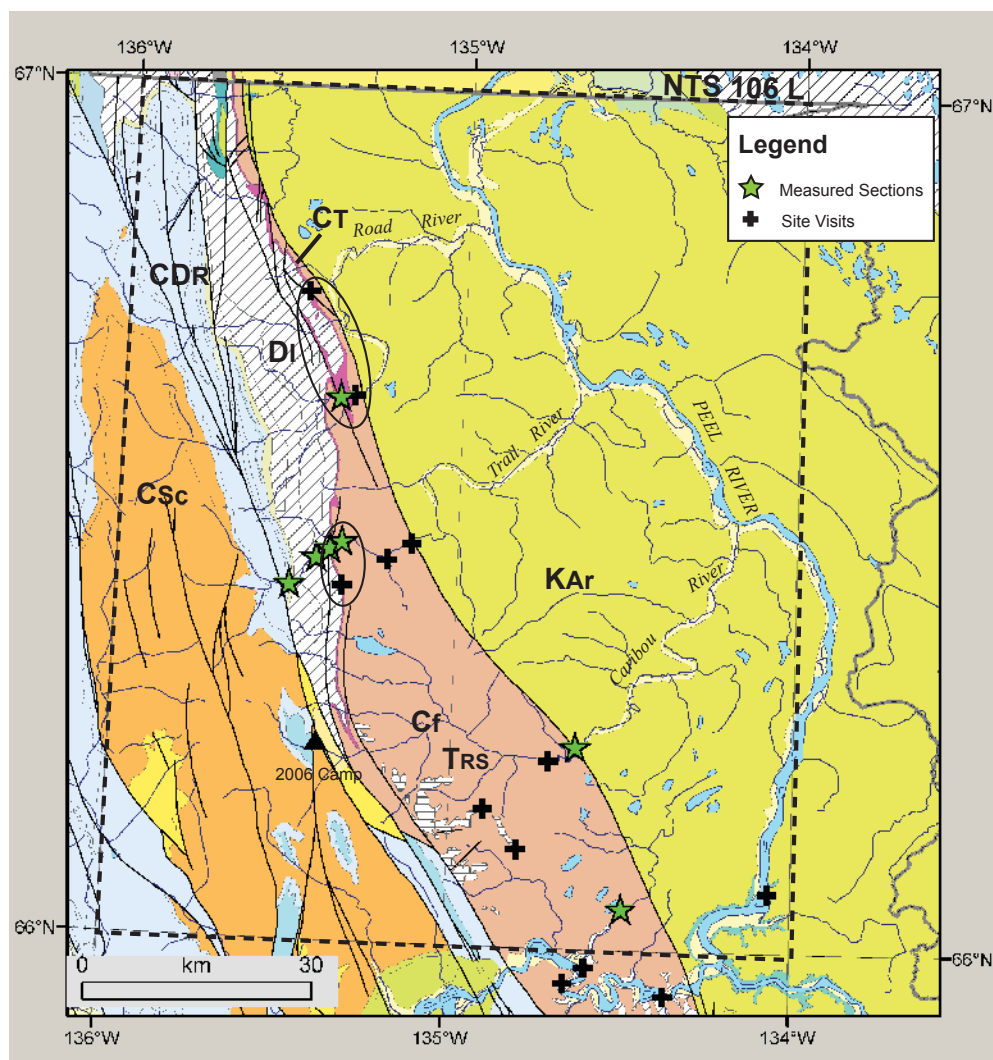 136°W
135°W
134°W
67°N
67°N
NTS 106 L
Legend
Measured Sections
Site Visits
CT
Road River
CDR
DI
PEEL RIVER
Trail River
CSc
KAr
Caribou River
Cf
TRS
2006 Camp
66°N
66°N
0 km 30
136°W
135°W
134°W